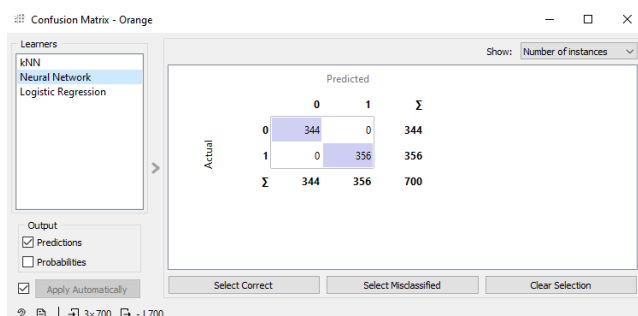 Confusion Matrix - Orange
Learners
kNN
Neural Network
Logistic Regression
Show: Number of instances
Predicted
0 1 Σ
0 344 0 344
Actual
1 0 356 356
Σ 344 356 700
Output
Predictions
Probabilities
Apply Automatically
Select Correct Select Misclassified Clear Selection
3×700 - | 700